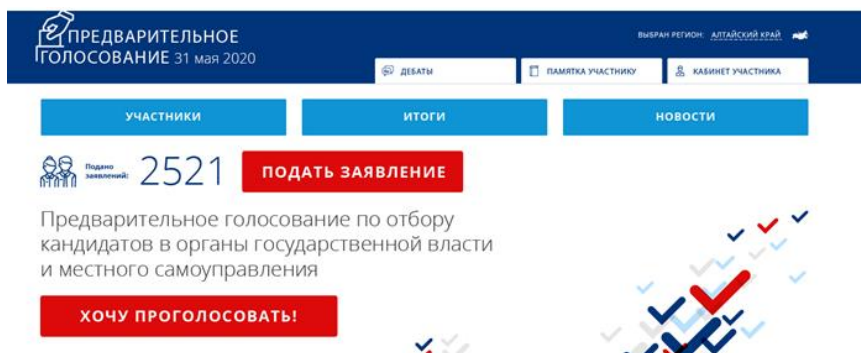 ПРЕДВАРИТЕЛЬНОЕ
ГОЛОСОВАНИЕ 31 мая 2020
ВЫБРАН РЕГИОН: АЛТАЙСКИЙ КРАЙ
ДЕБАТЫ
ПАМЯТКА УЧАСТНИКУ
КАБИНЕТ УЧАСТНИКА
УЧАСТНИКИ
ИТОГИ
НОВОСТИ
Подано
заявлений:
2521
ПОДАТЬ ЗАЯВЛЕНИЕ
Предварительное голосование по отбору
кандидатов в органы государственной власти
и местного самоуправления
ХОЧУ ПРОГОЛОСОВАТЬ!